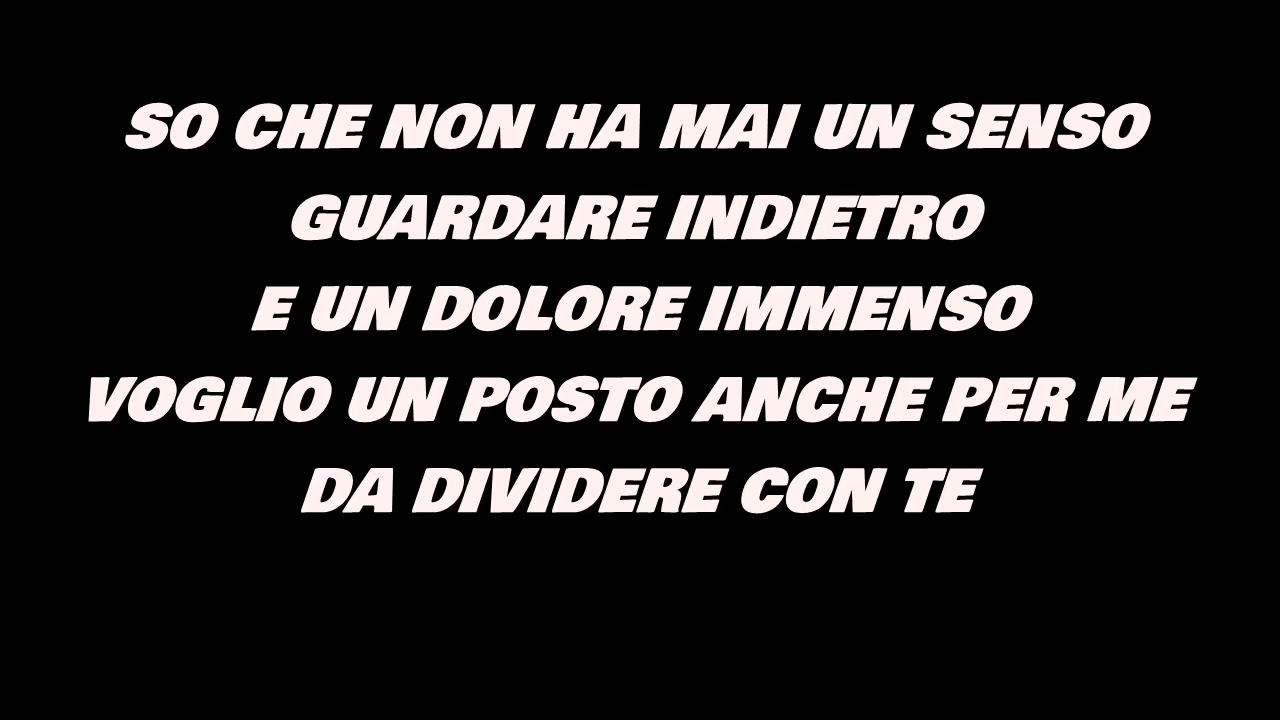 SO CHE NON HA MAI UN SENSO
GUARDARE INDIETRO
E UN DOLORE IMMENSO
VOGLIO UN POSTO ANCHE PER ME
DA DIVIDERE CON TE